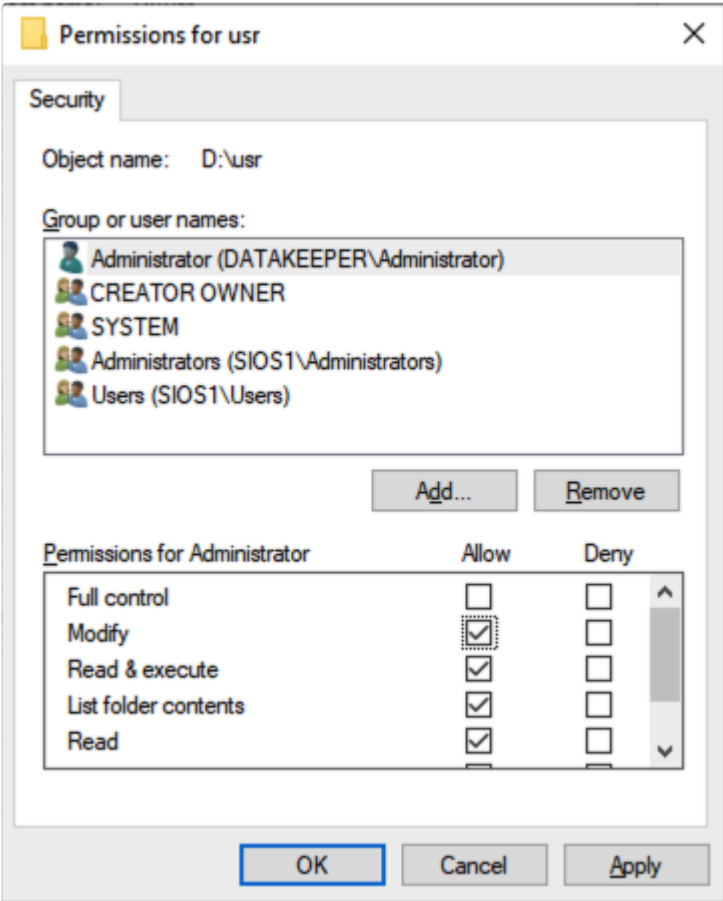 Permissions for usr
Security
Object name: D:\usr
Group or user names:
Administrator (DATAKEEPER\Administrator)
CREATOR OWNER
SYSTEM
Administrators (SIOS1\Administrators)
Users (SIOS1\Users)
Add... Remove
Permissions for Administrator Allow Deny
Full control
Modify
Read & execute
List folder contents
Read
OK Cancel Apply